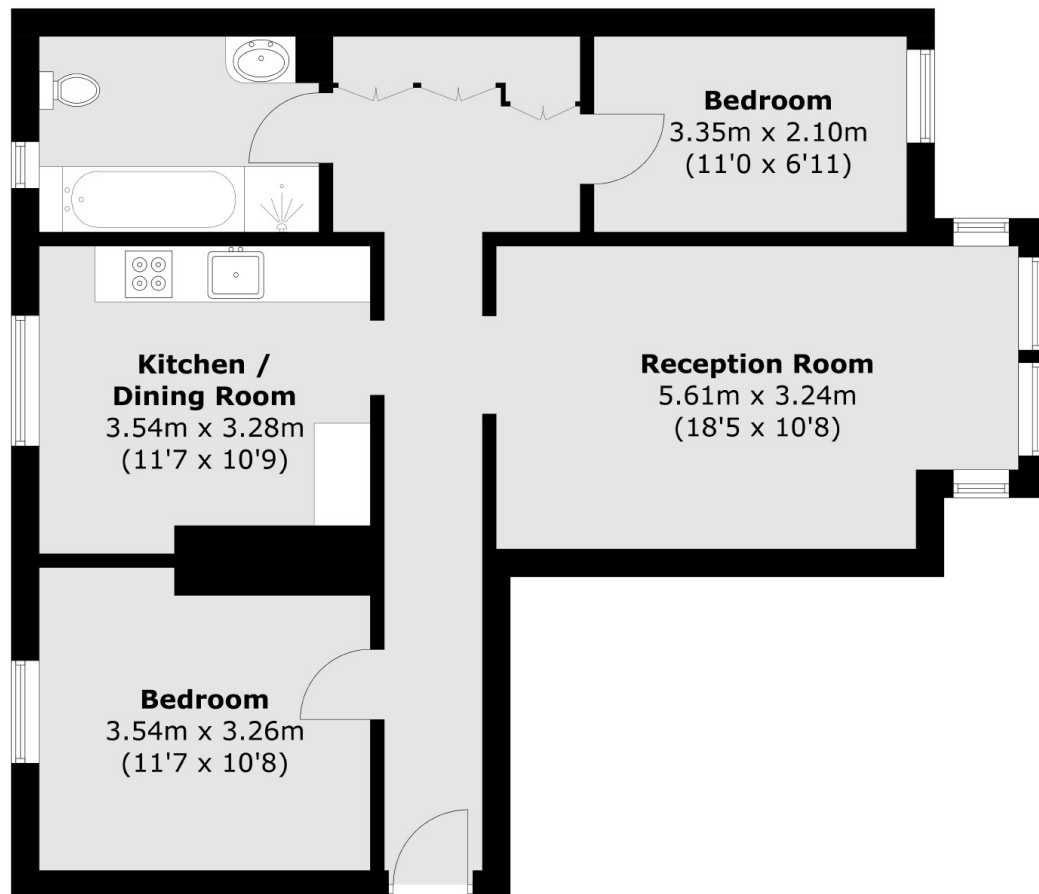 Bedroom
3.35m x 2.10m
(11'0 x 6'11)
Kitchen /
Dining Room
3.54m x 3.28m
(11'7 x 10'9)
Reception Room
5.61m x 3.24m
(18'5 x 10'8)
Bedroom
3.54m x 3.26m
(11'7 x 10'8)